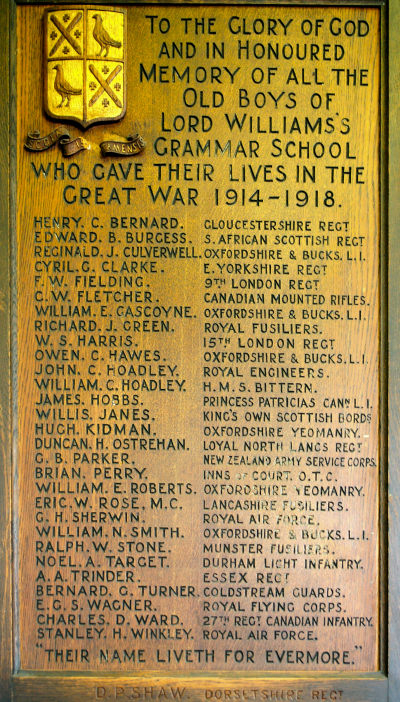 TO THE GLORY OF GOD
AND IN HONOURED
MEMORY OF ALL THE
OLD BOYS OF
LORD WILLIAMS'S
GRAMMAR SCHOOL
WHO GAVE THEIR LIVES IN THE
GREAT WAR 1914-1918.
HENRY. C. BERNARD. GLOUCESTERSHIRE REGT
EDWARD. B. BURGESS. S. AFRICAN SCOTTISH REGT
REGINALD. J. CULVERWELL. OXFORDSHIRE & BUCKS. L.I.
CYRIL. G. CLARKE. E. YORKSHIRE REGT
F. W. FIELDING. 9TH LONDON REGT
C. W. FLETCHER. CANADIAN MOUNTED RIFLES.
WILLIAM. E. GASCOYNE. OXFORDSHIRE & BUCKS. L.I.
RICHARD. J. GREEN. ROYAL FUSILIERS.
W. S. HARRIS. 15TH LONDON REGT
OWEN. C. HAWES. OXFORDSHIRE & BUCKS. L.I.
JOHN. C. HOADLEY. ROYAL ENGINEERS.
WILLIAM. C. HOADLEY. H.M.S. BITTERN.
JAMES. HOBBS. PRINCESS PATRICIAS CANN L.I.
WILLIS. JANES. KING'S OWN SCOTTISH BORDS
HUGH. KIDMAN. OXFORDSHIRE YEOMANRY.
DUNCAN. H. OSTREHAN. LOYAL NORTH LANCS REGT
G. B. PARKER. NEW ZEALAND ARMY SERVICE CORPS.
BRIAN. PERRY. INNS OF COURT. O.T.C.
WILLIAM. E. ROBERTS. OXFORDSHIRE YEOMANRY.
ERIC. W. ROSE, M.C. LANCASHIRE FUSILIERS.
G. H. SHERWIN. ROYAL AIR FORCE.
WILLIAM. N. SMITH. OXFORDSHIRE & BUCKS. L.I.
RALPH. W. STONE. MUNSTER FUSILIERS.
NOEL. A. TARGET. DURHAM LIGHT INFANTRY.
A. A. TRINDER. ESSEX REGT
BERNARD. G. TURNER. COLDSTREAM GUARDS.
E. G. S. WAGNER. ROYAL FLYING CORPS.
CHARLES. D. WARD. 27TH REGT CANADIAN INFANTRY.
STANLEY. H. WINKLEY. ROYAL AIR FORCE.
"THEIR NAME LIVETH FOR EVERMORE."
D. P. SHAW. DORSETSHIRE REGT